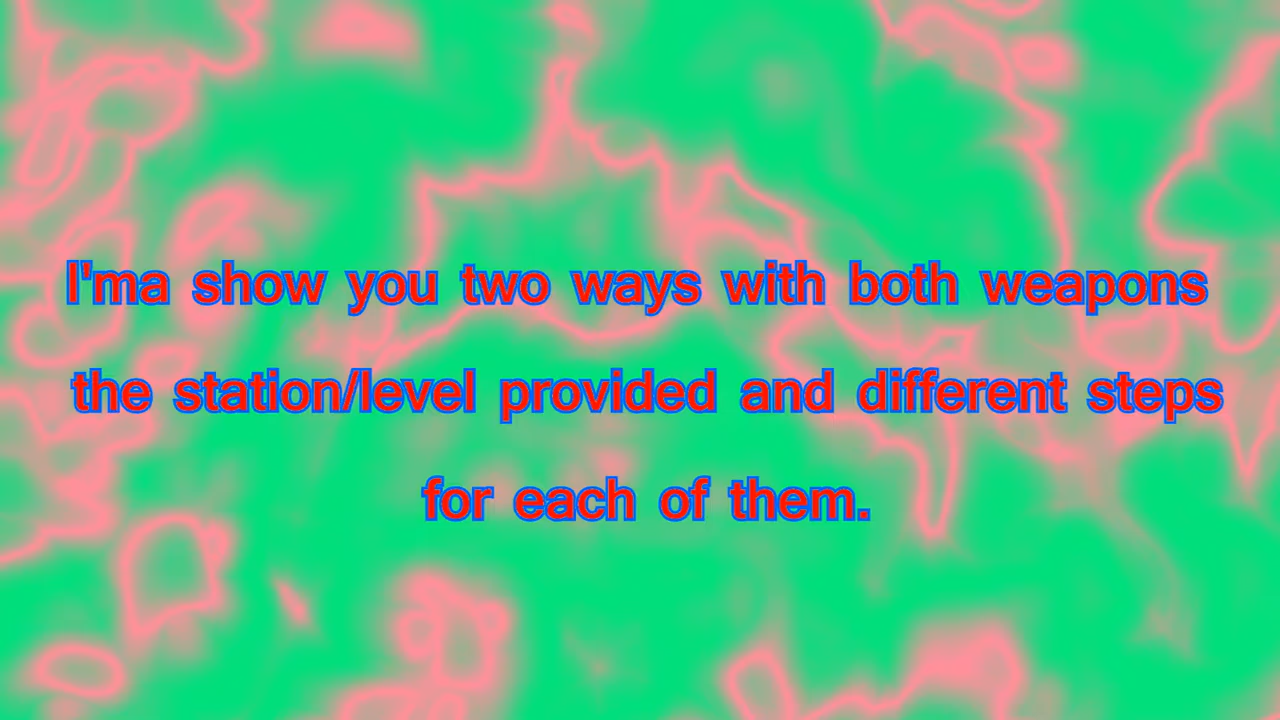 I'ma show you two ways with both weapons
the station/level provided and different steps
for each of them.